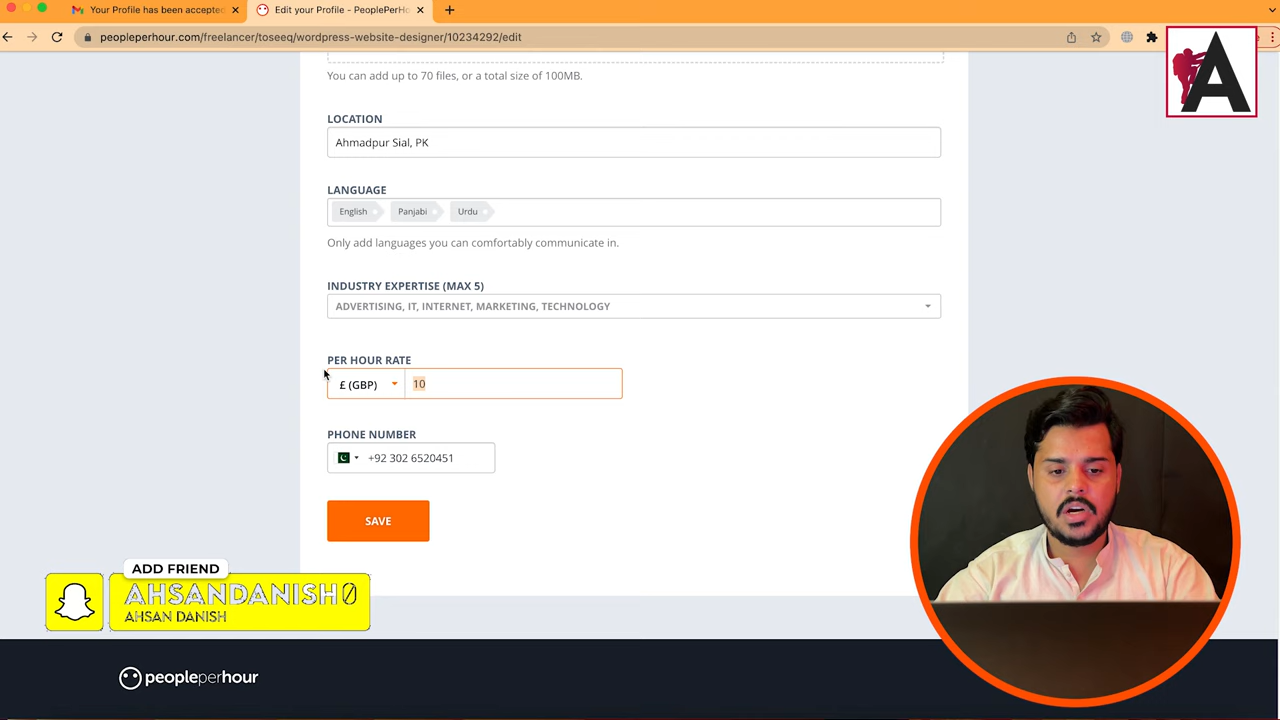 Your Profile has been accepted
Edit your Profile - PeoplePerHo
peopleperhour.com/freelancer/toseeq/wordpress-website-designer/10234292/edit
A
You can add up to 70 files, or a total size of 100MB.
LOCATION
Ahmadpur Sial, PK
LANGUAGE
English Panjabi Urdu
Only add languages you can comfortably communicate in.
INDUSTRY EXPERTISE (MAX 5)
ADVERTISING, IT, INTERNET, MARKETING, TECHNOLOGY
PER HOUR RATE
£ (GBP) 10
PHONE NUMBER
+92 302 6520451
SAVE
ADD FRIEND
AHSANDANISH0
AHSAN DANISH
peopleperhour